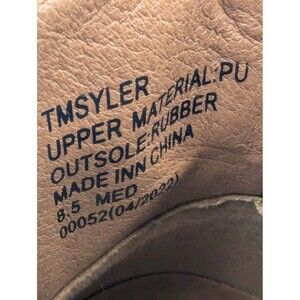 TMSYLER
UPPER MATERIAL:PU
OUTSOLE:RUBBER
MADE INN CHINA
8.5 MED
00052(04/2022)